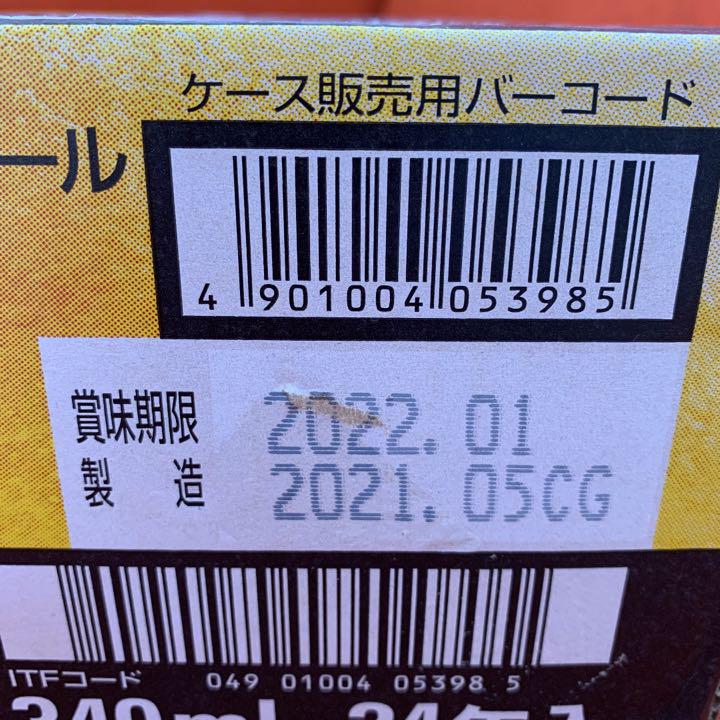 ケース販売用バーコード
ール
4 901004 053985
賞味期限 2022.01
製造 2021.05CG
ITFコード 049 01004 05398 5